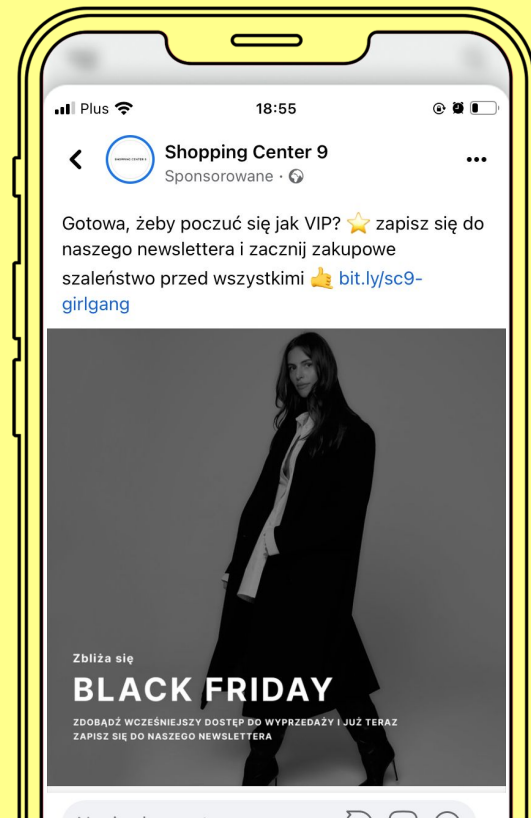 Plus
18:55
Shopping Center 9
Sponsorowane ·
Gotowa, żeby poczuć się jak VIP? ⭐ zapisz się do
naszego newslettera i zacznij zakupowe
szaleństwo przed wszystkimi 🤙 bit.ly/sc9-
girlgang
Zbliża się
BLACK FRIDAY
ZDOBĄDŹ WCZEŚNIEJSZY DOSTĘP DO WYPRZEDAŻY I JUŻ TERAZ
ZAPISZ SIĘ DO NASZEGO NEWSLETTERA